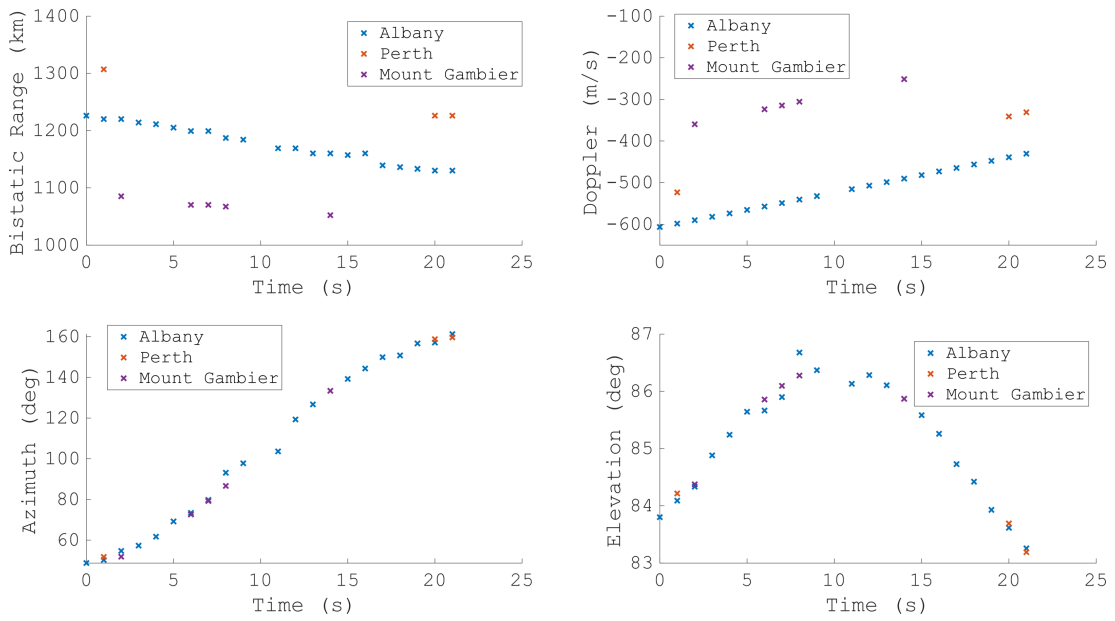 Bistatic Range (km)
1400
1300
1200
1100
1000
0 5 10 15 20 25
Time (s)
Albany
Perth
Mount Gambier
Doppler (m/s)
-100
-200
-300
-400
-500
-600
0 5 10 15 20 25
Time (s)
Albany
Perth
Mount Gambier
Azimuth (deg)
160
140
120
100
80
60
0 5 10 15 20 25
Time (s)
Albany
Perth
Mount Gambier
Elevation (deg)
87
86
85
84
83
0 5 10 15 20 25
Time (s)
Albany
Perth
Mount Gambier